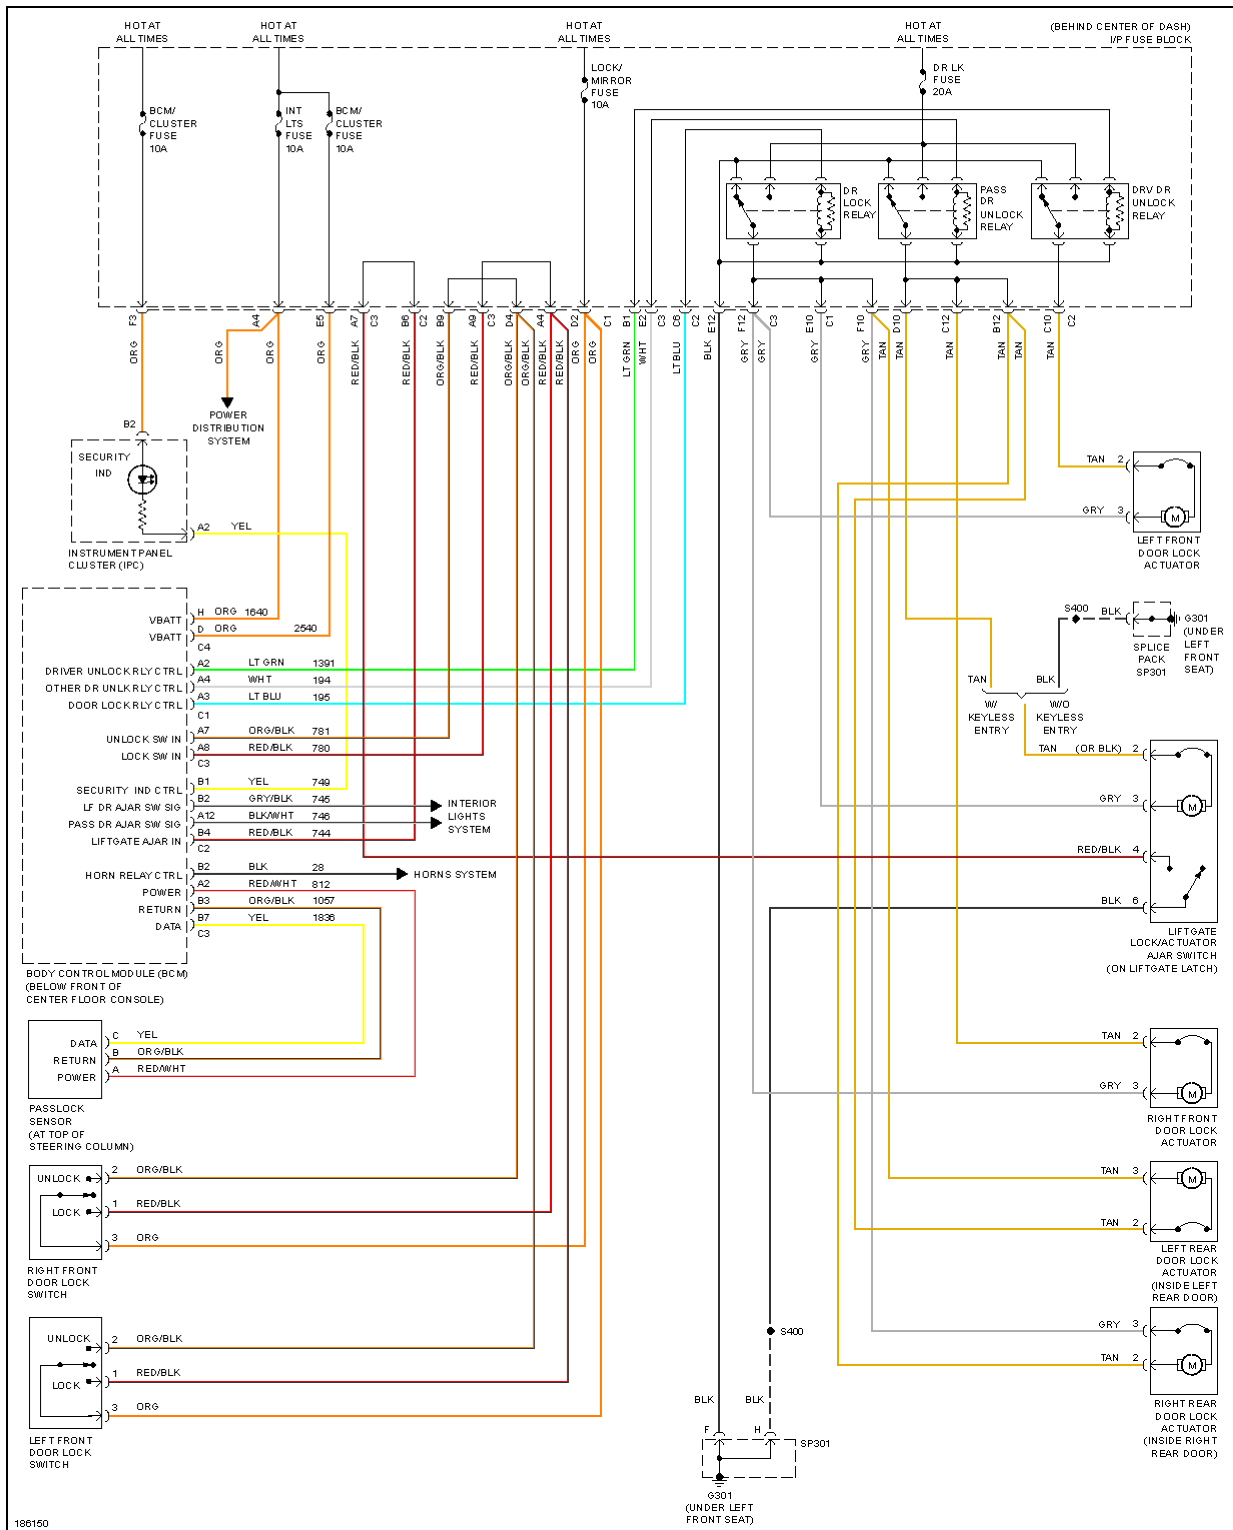 HOT AT
ALL TIMES
HOT AT
ALL TIMES
HOT AT
ALL TIMES
HOT AT
ALL TIMES
(BEHIND CENTER OF DASH)
I/P FUSE BLOCK
BCM/
CLUSTER
FUSE
10A
INT
LTS
FUSE
10A
BCM/
CLUSTER
FUSE
10A
LOCK/
MIRROR
FUSE
10A
DR LK
FUSE
20A
DR
LOCK
RELAY
PASS
DR
UNLOCK
RELAY
DRV DR
UNLOCK
RELAY
F3
A4
E5
A7
C3
B6
C2
B9
A9
C3
D4
A4
D2
C1
B1
E2
C3
C6
C2
E12
F12
C3
E10
C1
F10
D10
C12
B12
C10
C2
ORG
ORG
ORG
ORG
RED/BLK
RED/BLK
ORG/BLK
RED/BLK
ORG/BLK
ORG/BLK
RED/BLK
RED/BLK
ORG
ORG
LT GRN
WHT
LT BLU
BLK
GRY
GRY
GRY
GRY
TAN
TAN
TAN
TAN
TAN
TAN
POWER
DISTRIBUTION
SYSTEM
B2
SECURITY
IND
A2 YEL
INSTRUMENT PANEL
CLUSTER (IPC)
VBATT H ORG 1640
VBATT D ORG 2540
C4
DRIVER UNLOCK RLY CTRL A2 LT GRN 1391
OTHER DR UNLK RLY CTRL A4 WHT 194
DOOR LOCK RLY CTRL A3 LT BLU 195
C1
UNLOCK SW IN A7 ORG/BLK 781
LOCK SW IN A8 RED/BLK 780
C3
SECURITY IND CTRL B1 YEL 749
LF DR AJAR SW SIG B2 GRY/BLK 745
PASS DR AJAR SW SIG A12 BLK/WHT 746
LIFTGATE AJAR IN B4 RED/BLK 744
C2
INTERIOR
LIGHTS
SYSTEM
HORN RELAY CTRL B2 BLK 28 HORNS SYSTEM
POWER A2 RED/WHT 812
RETURN B3 ORG/BLK 1057
DATA B7 YEL 1836
C3
BODY CONTROL MODULE (BCM)
(BELOW FRONT OF
CENTER FLOOR CONSOLE)
DATA C YEL
RETURN B ORG/BLK
POWER A RED/WHT
PASSLOCK
SENSOR
(AT TOP OF
STEERING COLUMN)
UNLOCK 2 ORG/BLK
LOCK 1 RED/BLK
3 ORG
RIGHT FRONT
DOOR LOCK
SWITCH
UNLOCK 2 ORG/BLK
LOCK 1 RED/BLK
3 ORG
LEFT FRONT
DOOR LOCK
SWITCH
TAN 2
GRY 3
M
LEFT FRONT
DOOR LOCK
ACTUATOR
S400 BLK
G301
(UNDER
LEFT
FRONT
SEAT)
SPLICE
PACK
SP301
TAN BLK
W/
KEYLESS
ENTRY
W/O
KEYLESS
ENTRY
TAN (OR BLK) 2
GRY 3
M
RED/BLK 4
BLK 6
LIFTGATE
LOCK/ACTUATOR
AJAR SWITCH
(ON LIFTGATE LATCH)
TAN 2
GRY 3
M
RIGHT FRONT
DOOR LOCK
ACTUATOR
TAN 3
M
TAN 2
LEFT REAR
DOOR LOCK
ACTUATOR
(INSIDE LEFT
REAR DOOR)
GRY 3
TAN 2
M
RIGHT REAR
DOOR LOCK
ACTUATOR
(INSIDE RIGHT
REAR DOOR)
S400
BLK BLK
F H
SP301
G301
(UNDER LEFT
FRONT SEAT)
186150